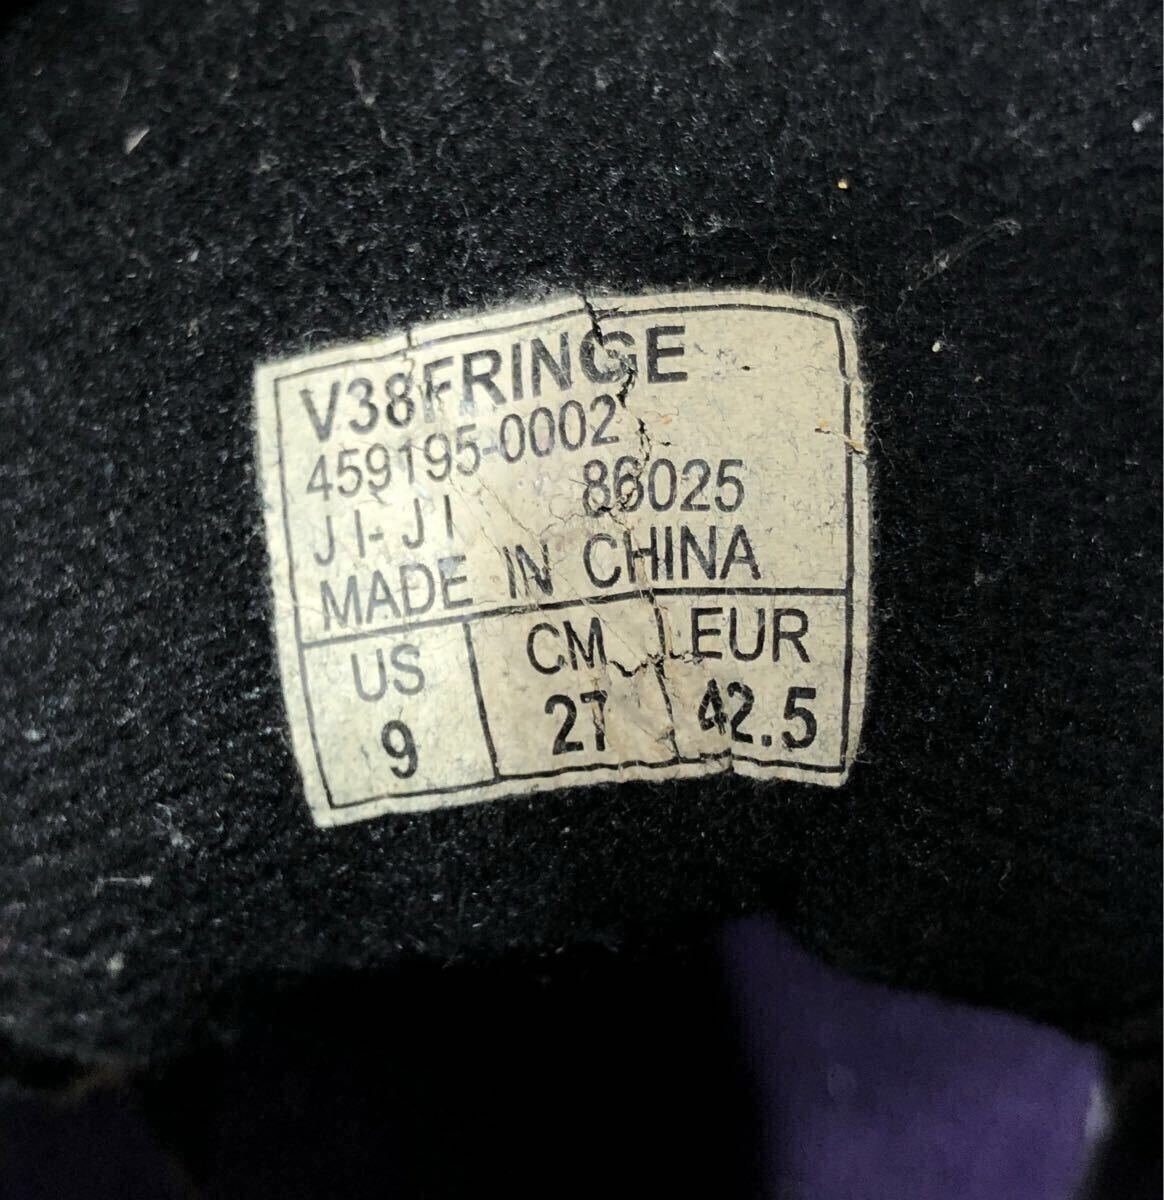 V38FRINGE
459195-0002
JI-JI 86025
MADE IN CHINA
US CM EUR
9 27 42.5